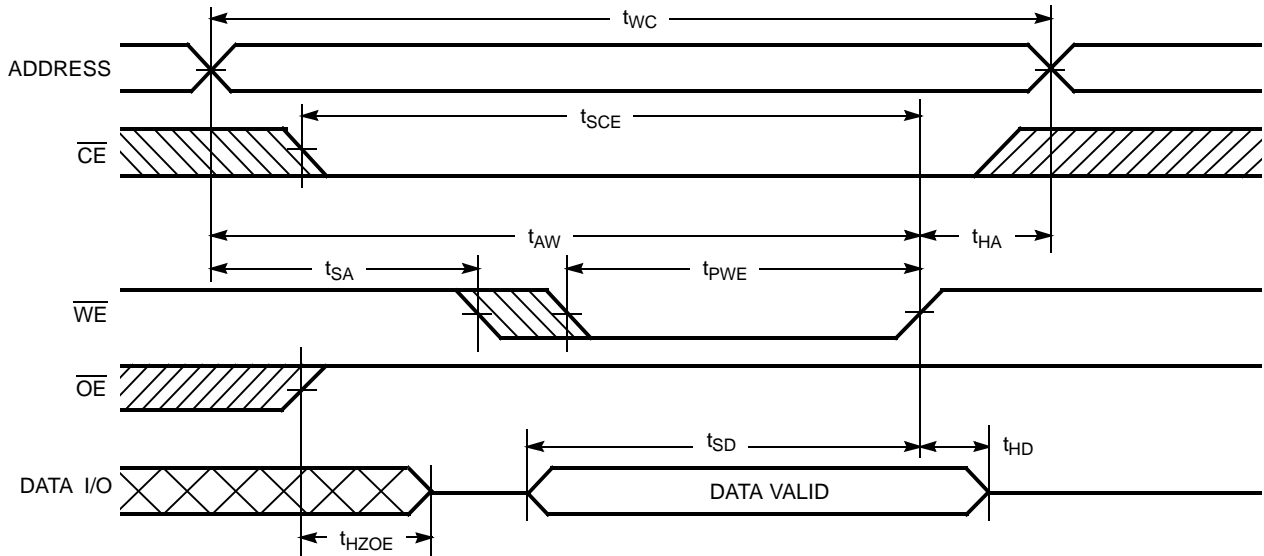 tWC
ADDRESS
tSCE
CE
tAW
tHA
tSA
tPWE
WE
OE
tSD
tHD
DATA I/O
DATA VALID
tHZOE